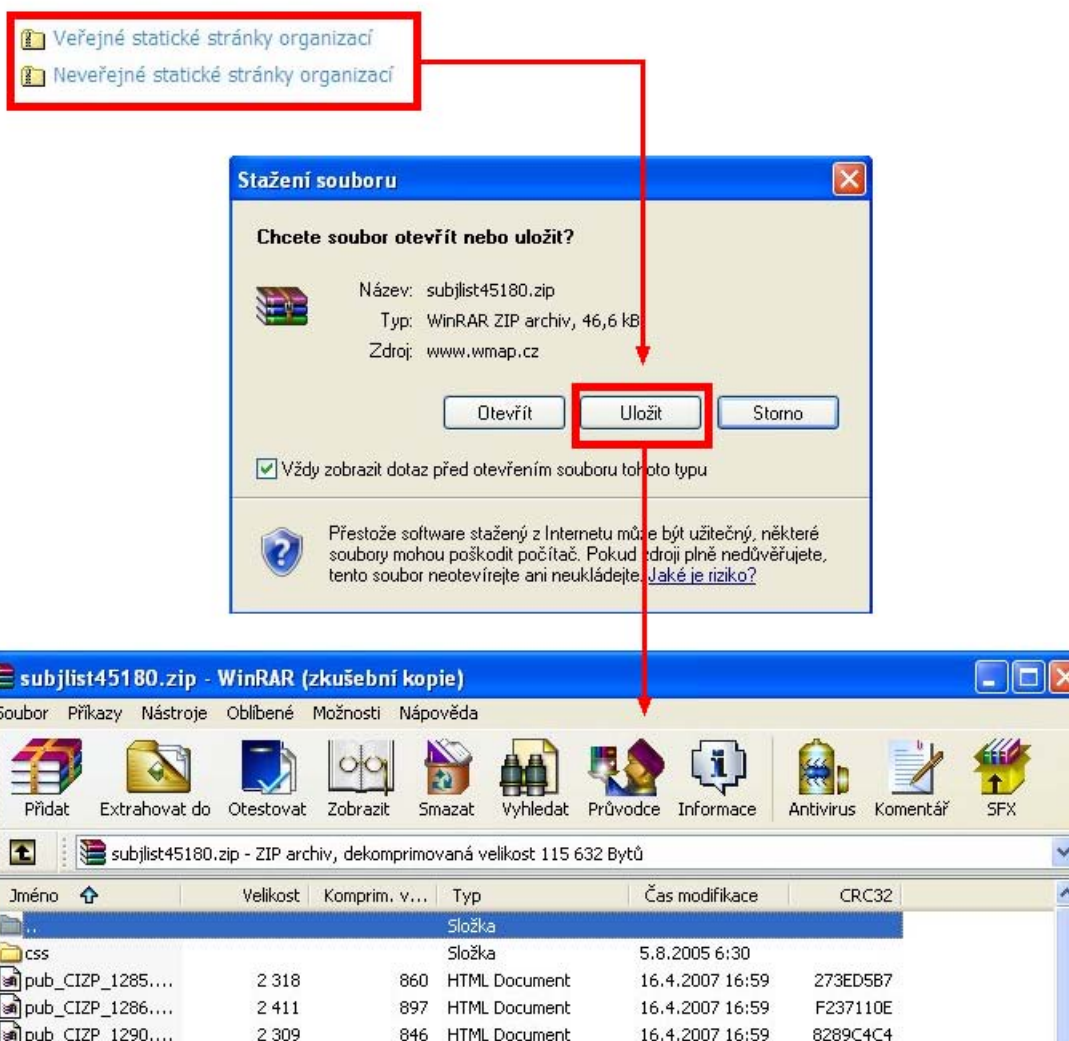 Veřejné statické stránky organizací
Neveřejné statické stránky organizací
Stažení souboru
Chcete soubor otevřít nebo uložit?
Název: subjlist45180.zip
Typ: WinRAR ZIP archiv, 46,6 kB
Zdroj: www.wmap.cz
Otevřít Uložit Storno
Vždy zobrazit dotaz před otevřením souboru tohoto typu
Přestože software stažený z Internetu může být užitečný, některé
soubory mohou poškodit počítač. Pokud zdroji plně nedůvěřujete,
tento soubor neotevírejte ani neukládejte. Jaké je riziko?
subjlist45180.zip - WinRAR (zkušební kopie)
Soubor Příkazy Nástroje Oblíbené Možnosti Nápověda
Přidat Extrahovat do Otestovat Zobrazit Smazat Vyhledat Průvodce Informace Antivirus Komentář SFX
subjlist45180.zip - ZIP archiv, dekomprimovaná velikost 115 632 Bytů
Jméno Velikost Komprim. v... Typ Čas modifikace CRC32
.. Složka
css Složka 5.8.2005 6:30
pub_CIZP_1285.... 2 318 860 HTML Document 16.4.2007 16:59 273ED5B7
pub_CIZP_1286.... 2 411 897 HTML Document 16.4.2007 16:59 F237110E
pub_CIZP_1290.... 2 309 846 HTML Document 16.4.2007 16:59 8289C4C4